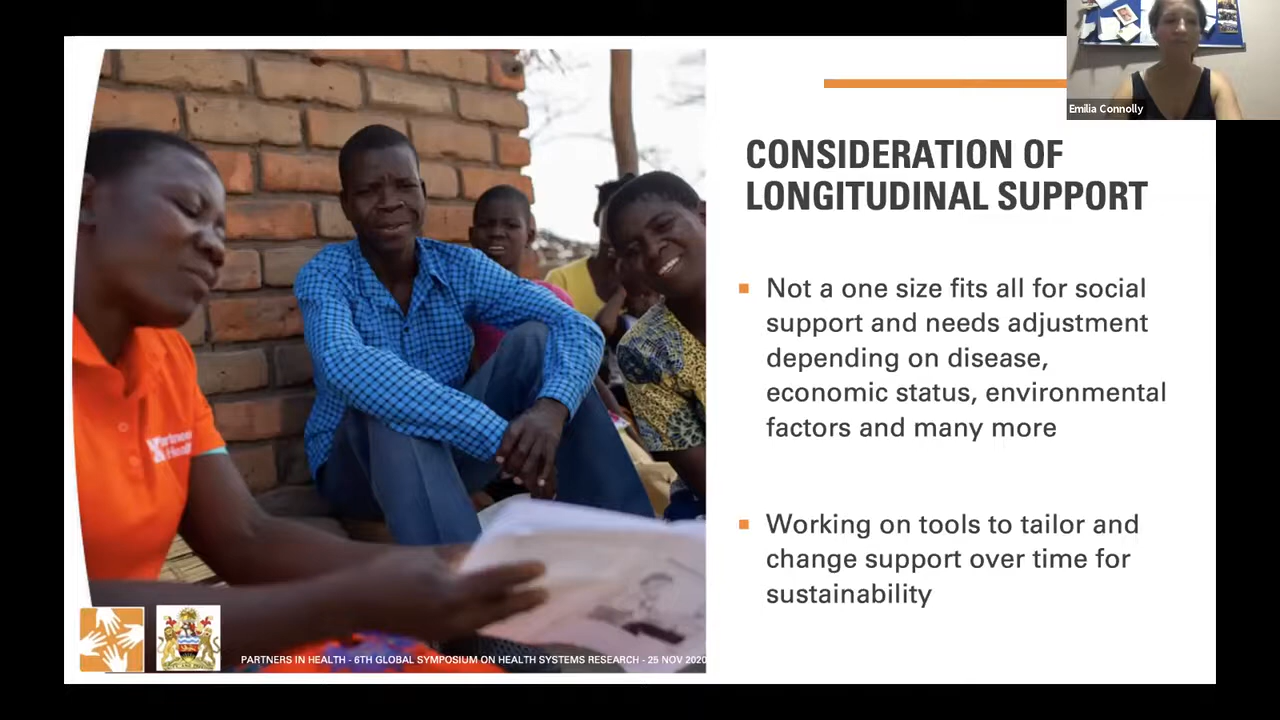 Emilia Connolly
CONSIDERATION OF
LONGITUDINAL SUPPORT
Not a one size fits all for social
support and needs adjustment
depending on disease,
economic status, environmental
factors and many more
Working on tools to tailor and
change support over time for
sustainability
PARTNERS IN HEALTH - 6TH GLOBAL SYMPOSIUM ON HEALTH SYSTEMS RESEARCH - 25 NOV 2020